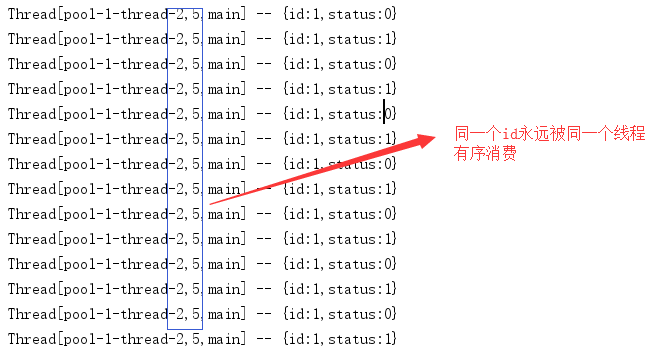 Thread[pool-1-thread-2,5,main] -- {id:1,status:0}
Thread[pool-1-thread-2,5,main] -- {id:1,status:1}
Thread[pool-1-thread-2,5,main] -- {id:1,status:0}
Thread[pool-1-thread-2,5,main] -- {id:1,status:1}
Thread[pool-1-thread-2,5,main] -- {id:1,status:0}
Thread[pool-1-thread-2,5,main] -- {id:1,status:1}
Thread[pool-1-thread-2,5,main] -- {id:1,status:0}
Thread[pool-1-thread-2,5,main] -- {id:1,status:1}
Thread[pool-1-thread-2,5,main] -- {id:1,status:0}
Thread[pool-1-thread-2,5,main] -- {id:1,status:1}
Thread[pool-1-thread-2,5,main] -- {id:1,status:0}
Thread[pool-1-thread-2,5,main] -- {id:1,status:1}
Thread[pool-1-thread-2,5,main] -- {id:1,status:0}
Thread[pool-1-thread-2,5,main] -- {id:1,status:1}
同一个id永远被同一个线程
有序消费